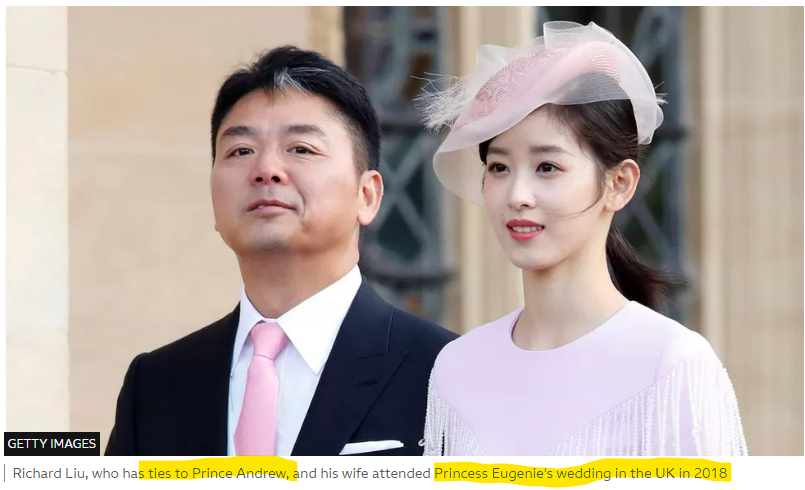 GETTY IMAGES
Richard Liu, who has ties to Prince Andrew, and his wife attended Princess Eugenie's wedding in the UK in 2018